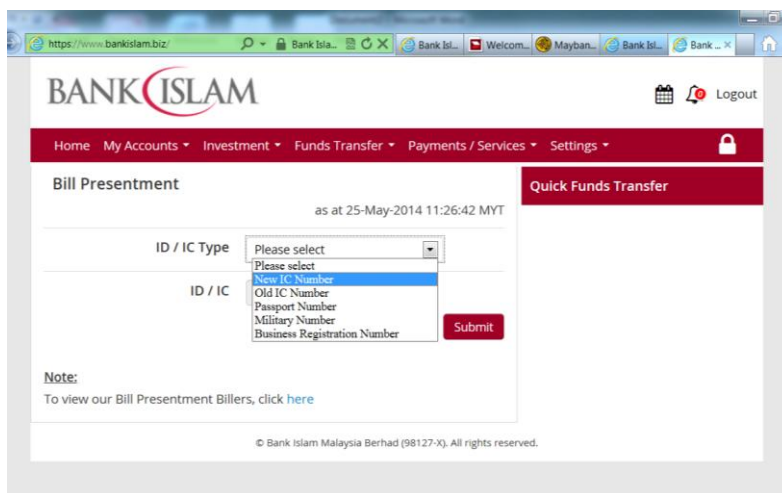 https://www.bankislam.biz/ Bank Isla... Bank Isl... Welcom... Mayban... Bank Isl... Bank ...
BANK ISLAM
0 Logout
Home My Accounts Investment Funds Transfer Payments / Services Settings
Bill Presentment
Quick Funds Transfer
as at 25-May-2014 11:26:42 MYT
ID / IC Type Please select
Please select
New IC Number
ID / IC
Old IC Number
Passport Number
Military Number
Business Registration Number
Submit
Note:
To view our Bill Presentment Billers, click here
© Bank Islam Malaysia Berhad (98127-X). All rights reserved.